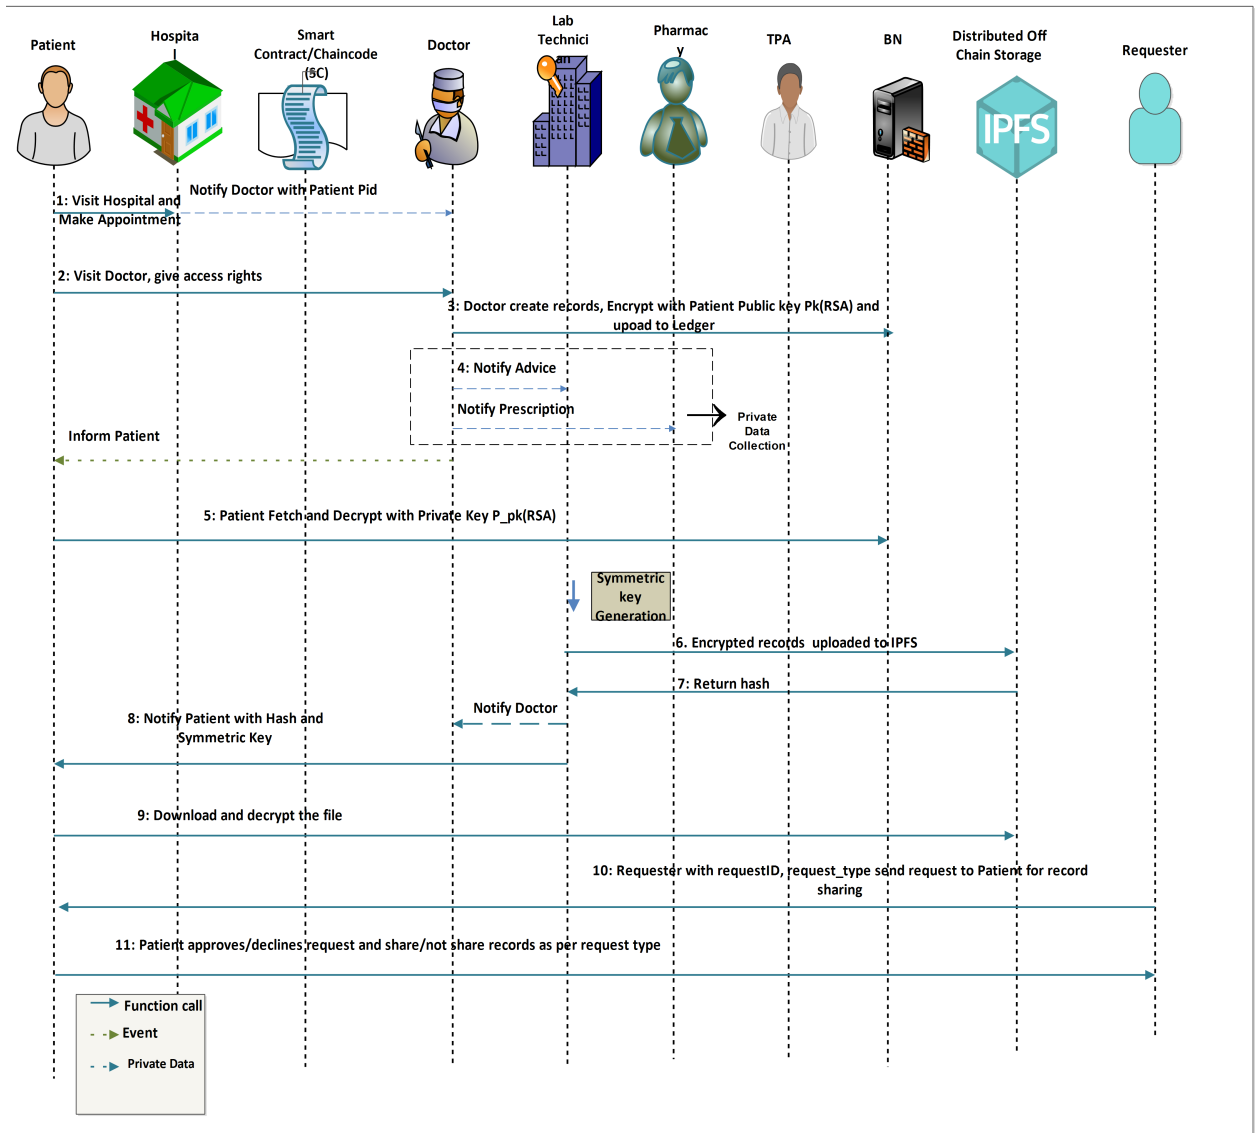 Patient
Hospita
l
Smart
Contract/Chaincode
(SC)
Doctor
Lab
Technici
an
Pharmac
y
TPA
BN
Distributed Off
Chain Storage
Requester
IPFS
Notify Doctor with Patient Pid
1: Visit Hospital and
Make Appointment
2: Visit Doctor, give access rights
3: Doctor create records, Encrypt with Patient Public key Pk(RSA) and
upoad to Ledger
4: Notify Advice
Notify Prescription
Private
Data
Collection
Inform Patient
5: Patient Fetch and Decrypt with Private Key P_pk(RSA)
Symmetric
key
Generation
6. Encrypted records uploaded to IPFS
7: Return hash
Notify Doctor
8: Notify Patient with Hash and
Symmetric Key
9: Download and decrypt the file
10: Requester with requestID, request_type send request to Patient for record
sharing
11: Patient approves/declines request and share/not share records as per request type
Function call
Event
Private Data